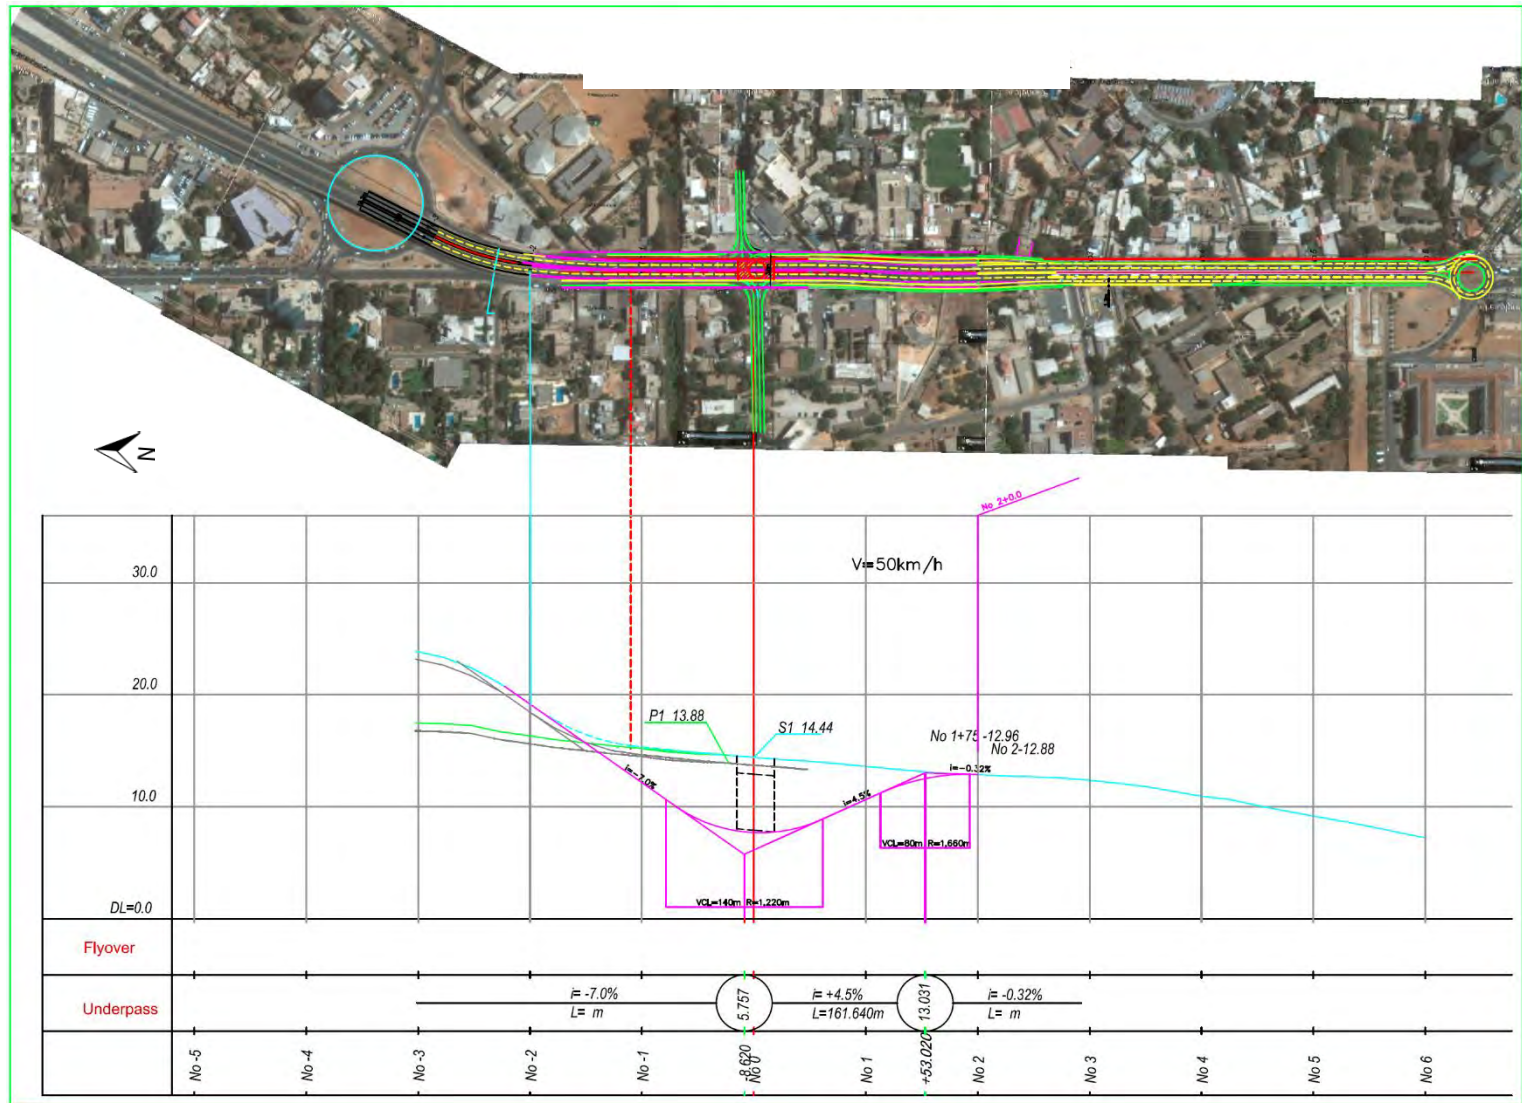 N
No 2+0.0
V=50km/h
30.0
20.0
P1 13.88
S1 14.44
No 1+75 -12.96
No 2-12.88
i=-7.0%
i=4.5%
i=-0.32%
10.0
VCL=80m R=1,660m
VCL=140m R=1,220m
DL=0.0
Flyover
Underpass
i= -7.0%
L= m
5.757
i= +4.5%
L=161.640m
13.031
i= -0.32%
L= m
No -5
No -4
No -3
No -2
No -1
-8.620
No 0
No 1
+53.020
No 2
No 3
No 4
No 5
No 6